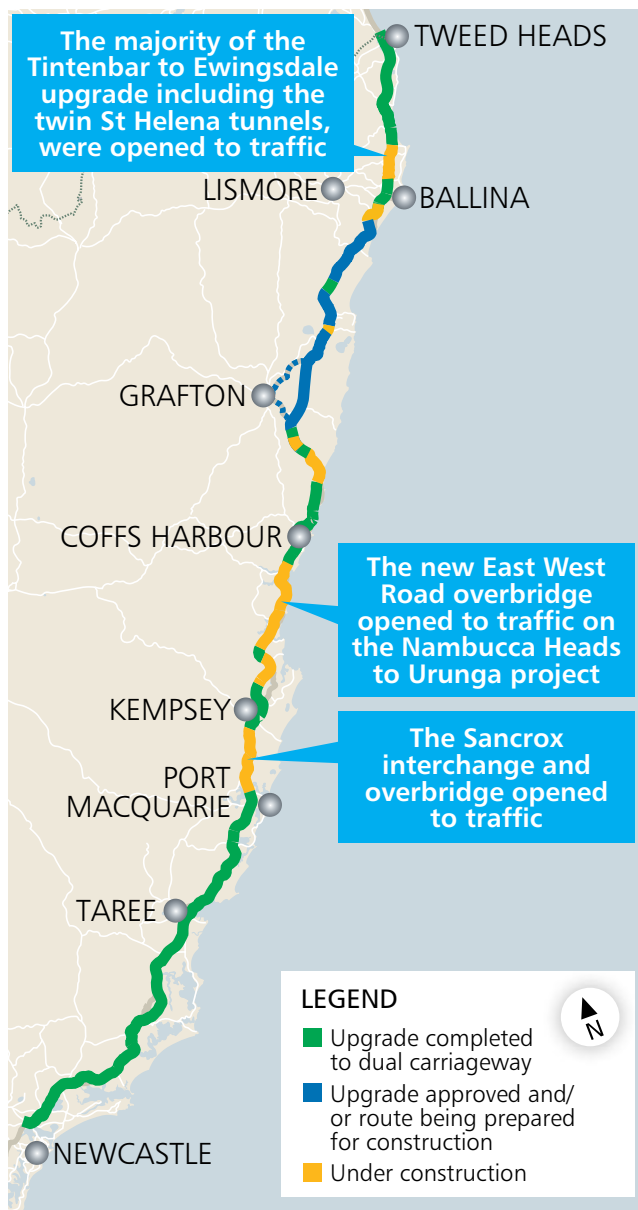 The majority of the
Tintenbar to Ewingsdale
upgrade including the
twin St Helena tunnels,
were opened to traffic
TWEED HEADS
LISMORE
BALLINA
GRAFTON
COFFS HARBOUR
The new East West
Road overbridge
opened to traffic on
the Nambucca Heads
to Urunga project
KEMPSEY
The Sancrox
interchange and
overbridge opened
to traffic
PORT
MACQUARIE
TAREE
LEGEND
N
Upgrade completed
to dual carriageway
Upgrade approved and/
or route being prepared
for construction
Under construction
NEWCASTLE